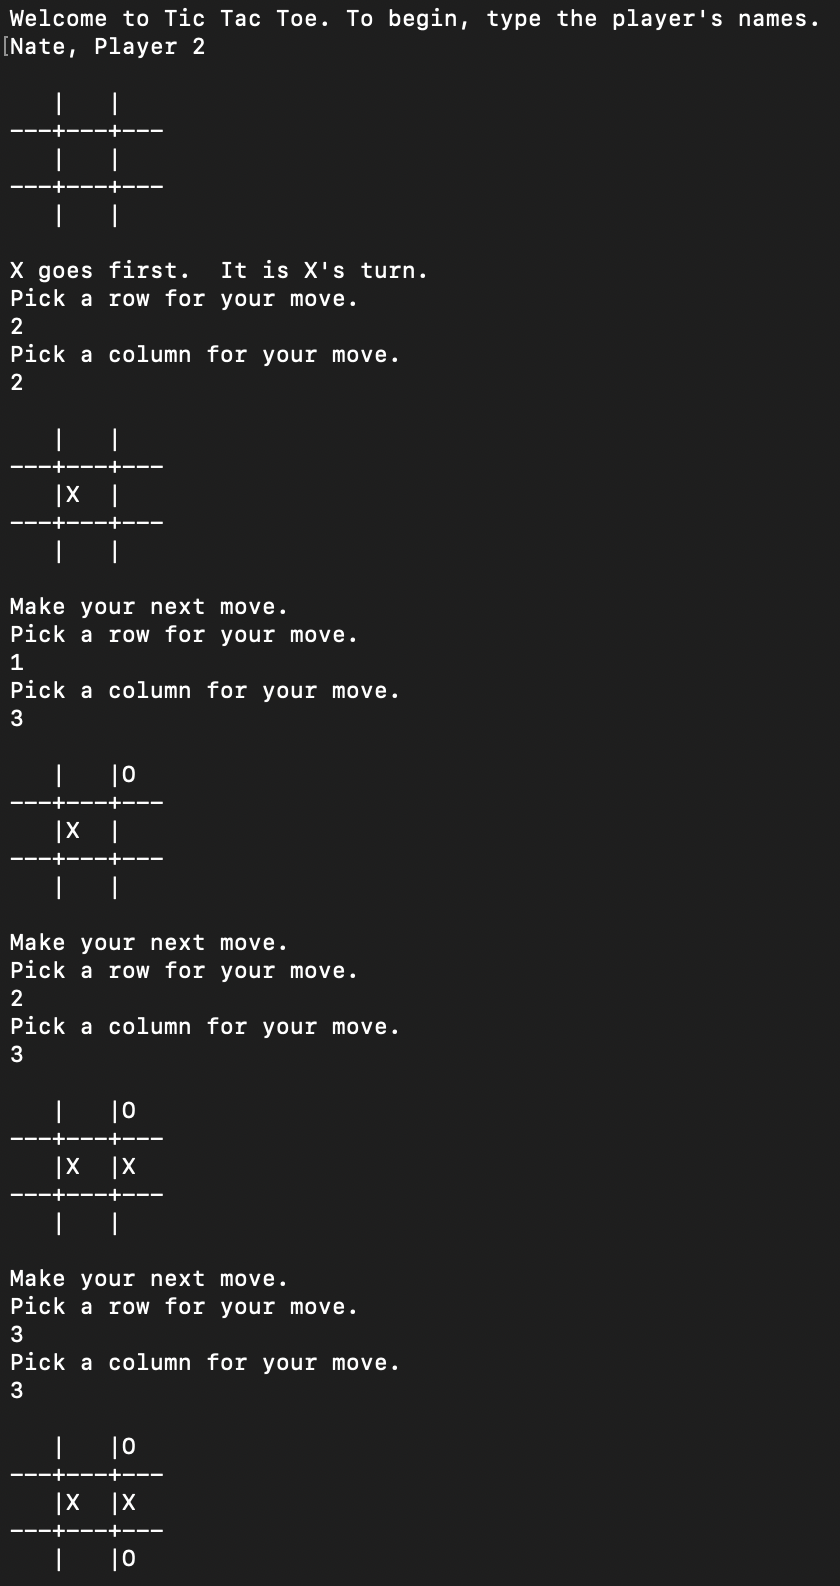 Welcome to Tic Tac Toe. To begin, type the player's names.
[Nate, Player 2
   |   |
---+---+---
   |   |
---+---+---
   |   |
X goes first.  It is X's turn.
Pick a row for your move.
2
Pick a column for your move.
2
   |   |
---+---+---
   |X  |
---+---+---
   |   |
Make your next move.
Pick a row for your move.
1
Pick a column for your move.
3
   |   |O
---+---+---
   |X  |
---+---+---
   |   |
Make your next move.
Pick a row for your move.
2
Pick a column for your move.
3
   |   |O
---+---+---
   |X  |X
---+---+---
   |   |
Make your next move.
Pick a row for your move.
3
Pick a column for your move.
3
   |   |O
---+---+---
   |X  |X
---+---+---
   |   |O